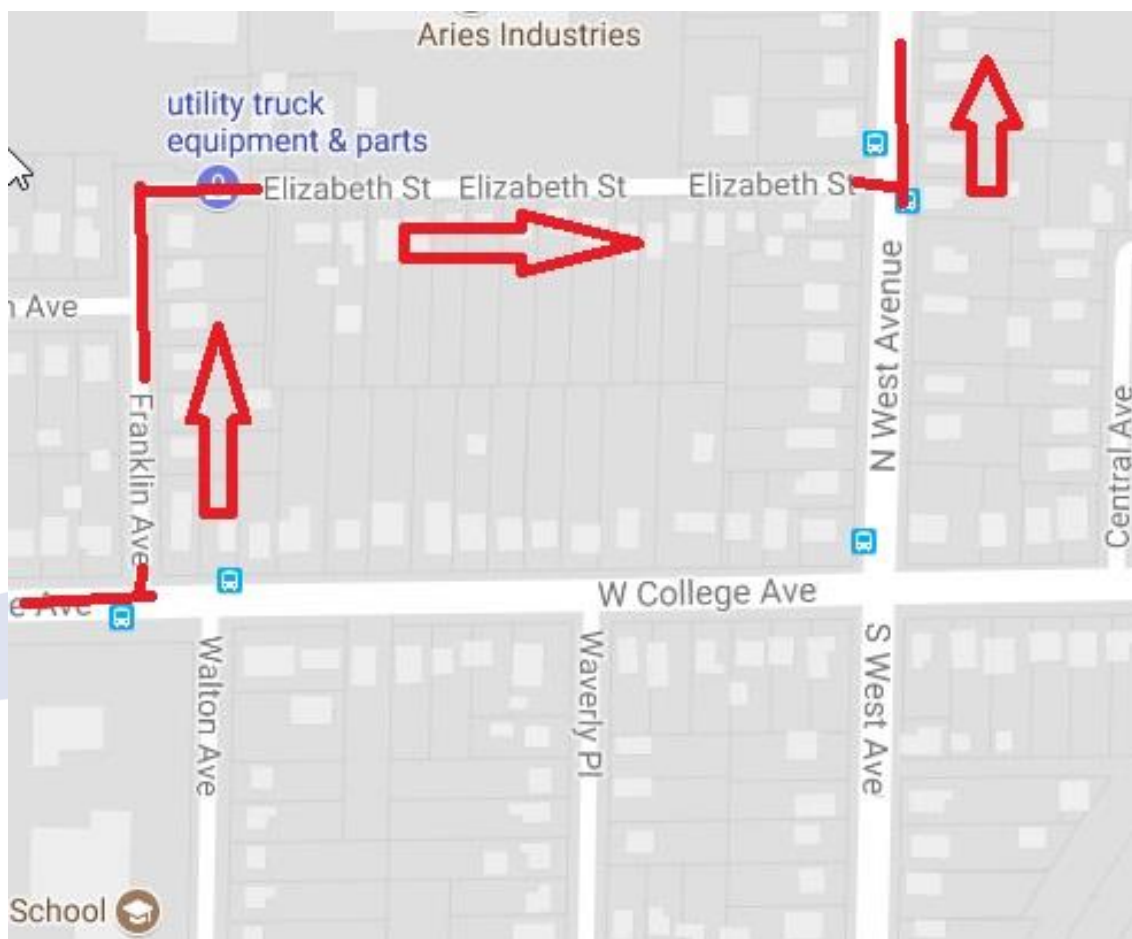 Aries Industries
utility truck
equipment & parts
Elizabeth St
Elizabeth St
Elizabeth St
N West Avenue
n Ave
Franklin Ave
Central Ave
e Ave
W College Ave
Walton Ave
Waverly Pl
S West Ave
School